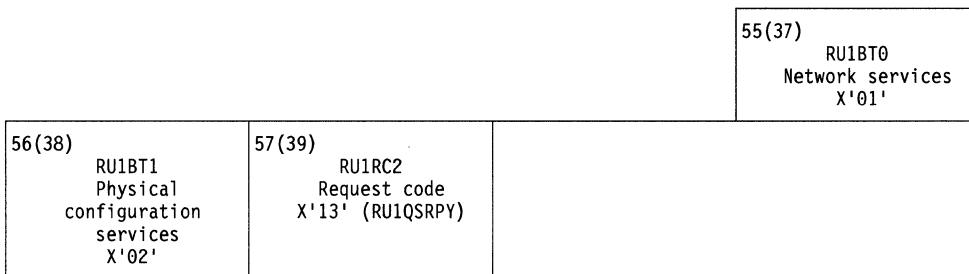 55(37)
RU1BT0
Network services
X'01'
56(38)
RU1BT1
Physical
configuration
services
X'02'
57(39)
RU1RC2
Request code
X'13' (RU1QSRPY)